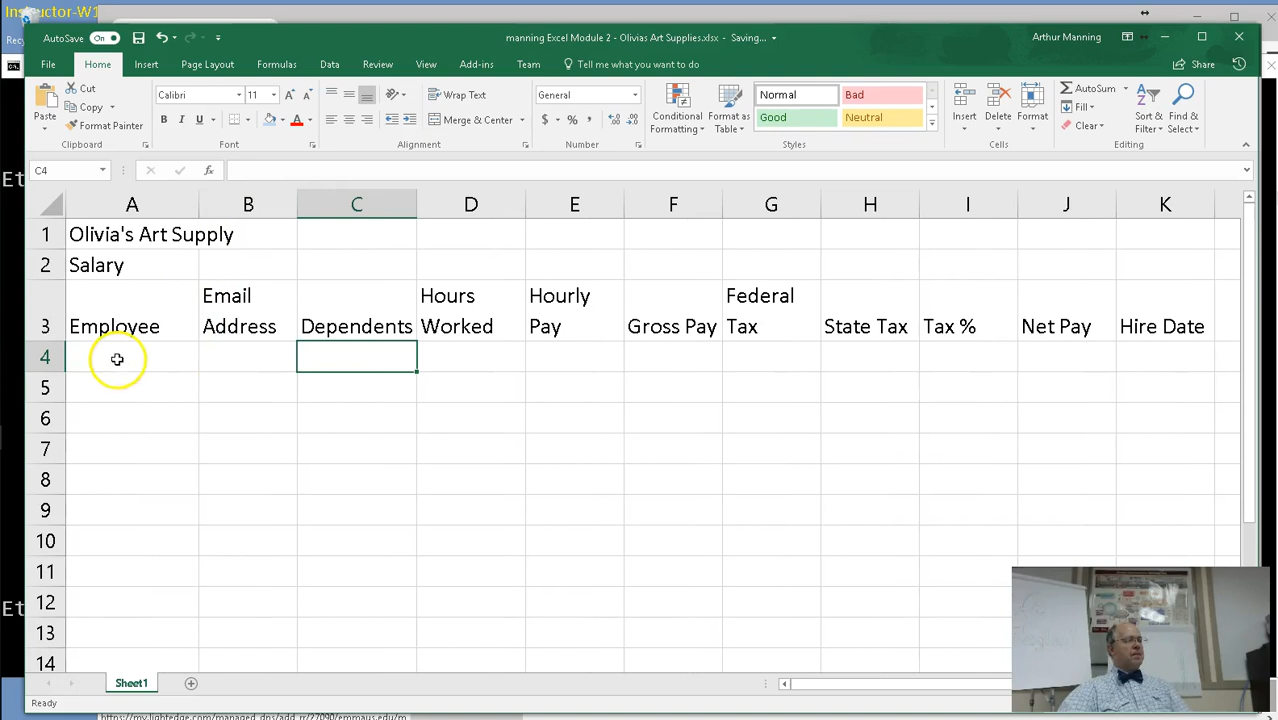 Instructor-W1
Recy
AutoSave On manning Excel Module 2 - Olivias Art Supplies.xlsx - Saving... Arthur Manning
File Home Insert Page Layout Formulas Data Review View Add-ins Team Tell me what you want to do Share
Paste Cut Copy Format Painter Clipboard
Calibri 11 B I U A Font
Wrap Text Merge & Center Alignment
General $ % , Number
Conditional Formatting Format as Table Normal Bad Good Neutral Styles
Insert Delete Format Cells
AutoSum Fill Clear Sort & Filter Find & Select Editing
C4 fx
Et
A B C D E F G H I J K
1 Olivia's Art Supply
2 Salary
3 Employee Email Address Dependents Hours Worked Hourly Pay Gross Pay Federal Tax State Tax Tax % Net Pay Hire Date
4
5
6
7
8
9
10
11
12
13
14
Et
Sheet1
Ready
https://my.lightedge.com/managed_dns/add_rr/27090/emmaus.edu/m